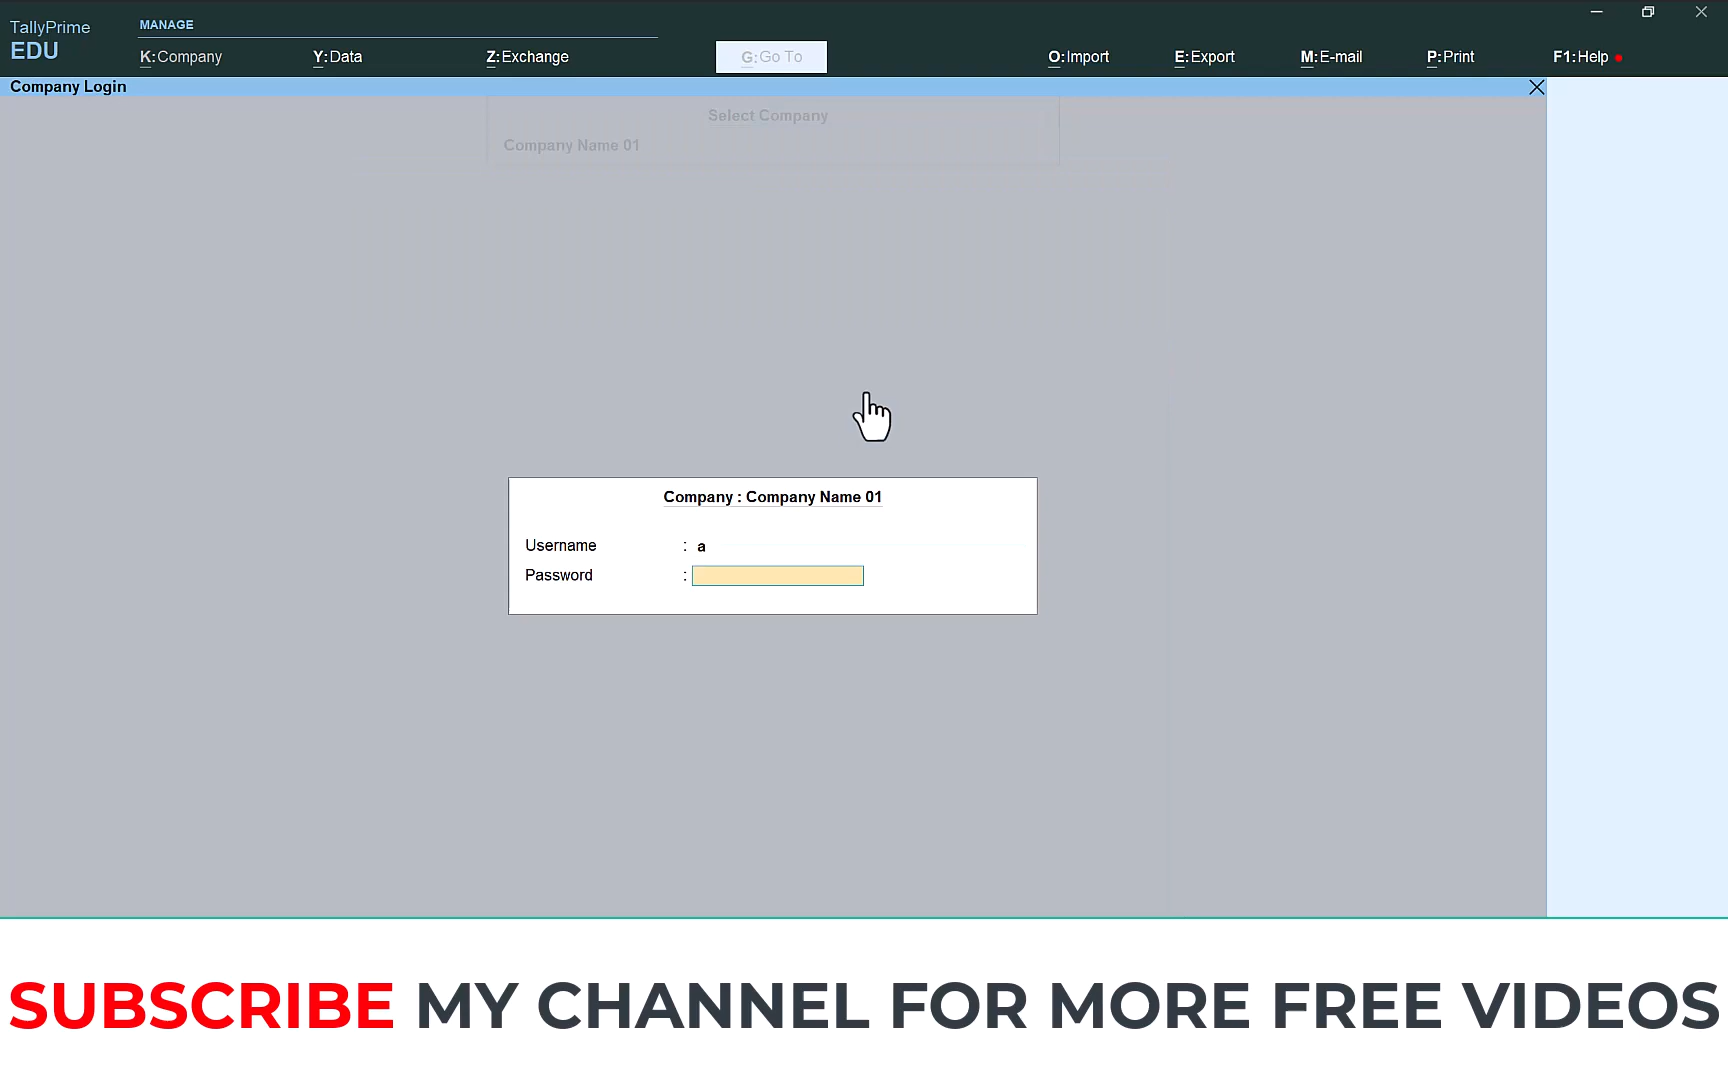 TallyPrime
EDU
MANAGE
K:Company Y:Data Z:Exchange G:Go To O:Import E:Export M:E-mail P:Print F1:Help
Company Login
Select Company
Company Name 01
Company : Company Name 01
Username : a
Password :
SUBSCRIBE MY CHANNEL FOR MORE FREE VIDEOS